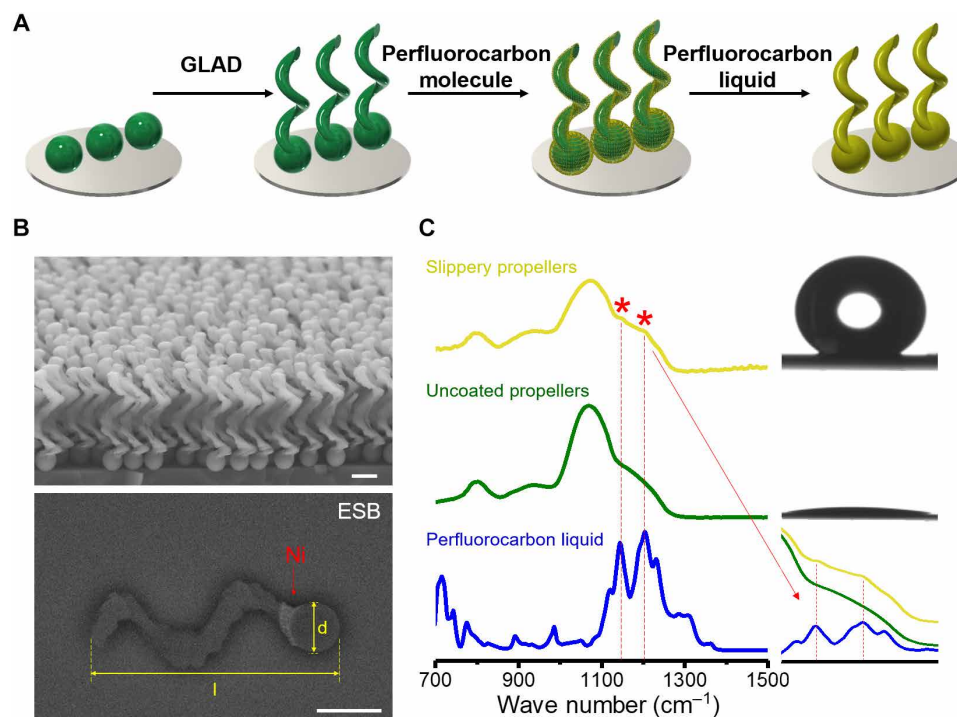 A
GLAD
Perfluorocarbon
molecule
Perfluorocarbon
liquid
B
ESB
Ni
d
l
C
Slippery propellers
*
*
Uncoated propellers
Perfluorocarbon liquid
700 900 1100 1300 1500
Wave number (cm⁻¹)